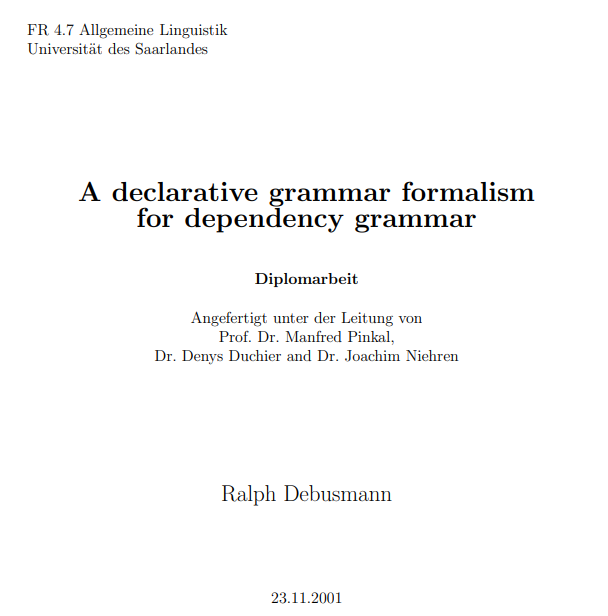 FR 4.7 Allgemeine Linguistik
Universität des Saarlandes
A declarative grammar formalism
for dependency grammar
Diplomarbeit
Angefertigt unter der Leitung von
Prof. Dr. Manfred Pinkal,
Dr. Denys Duchier and Dr. Joachim Niehren
Ralph Debusmann
23.11.2001